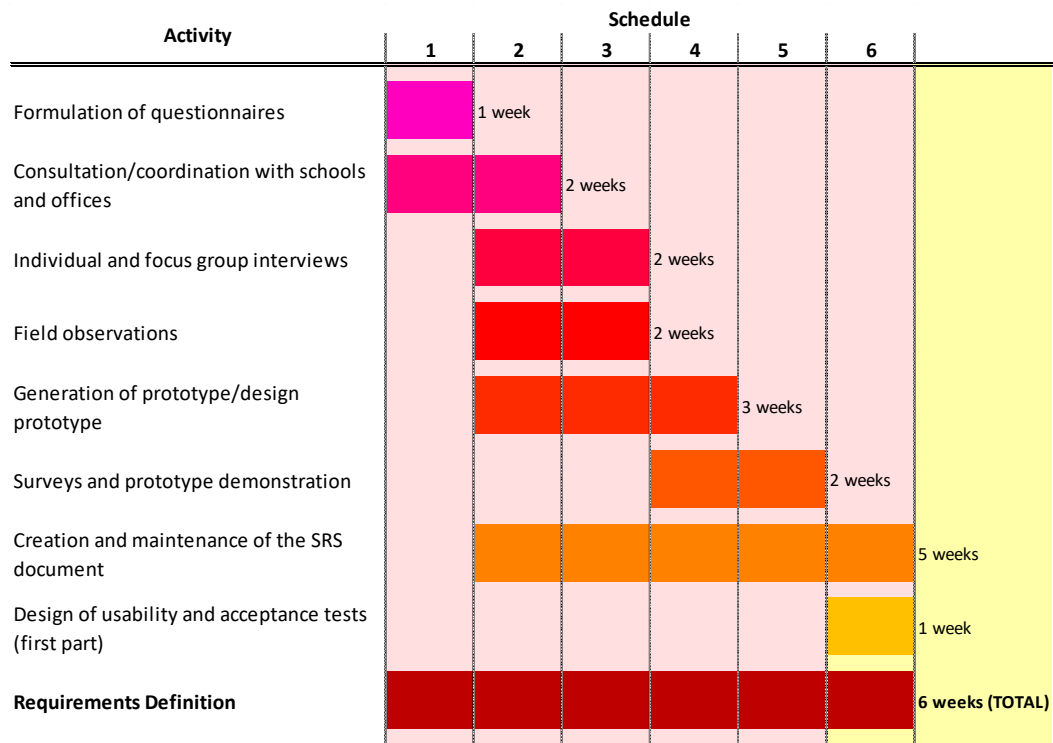 Activity
Schedule
1 2 3 4 5 6
Formulation of questionnaires
1 week
Consultation/coordination with schools
and offices
2 weeks
Individual and focus group interviews
2 weeks
Field observations
2 weeks
Generation of prototype/design
prototype
3 weeks
Surveys and prototype demonstration
2 weeks
Creation and maintenance of the SRS
document
5 weeks
Design of usability and acceptance tests
(first part)
1 week
Requirements Definition
6 weeks (TOTAL)